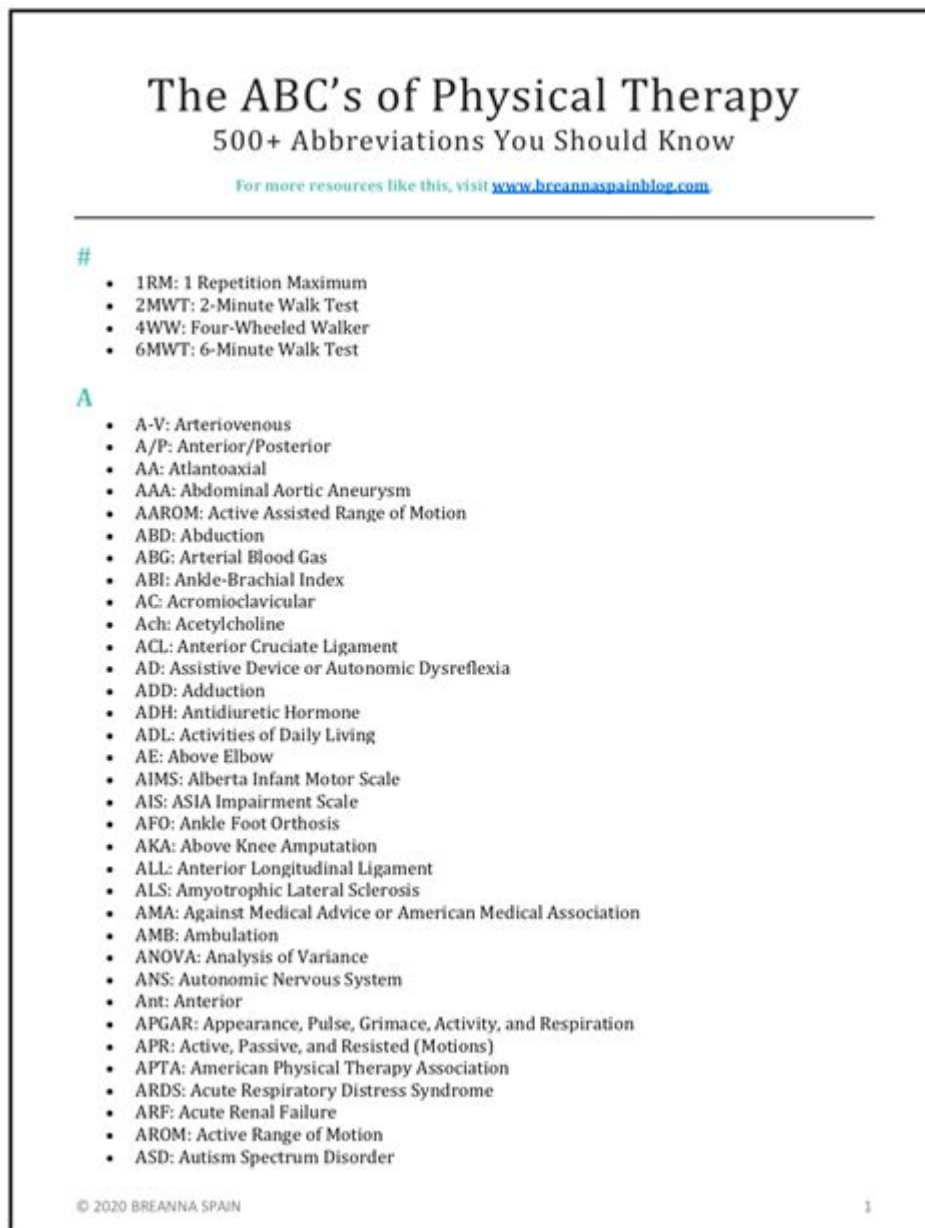 The ABC's of Physical Therapy
500+ Abbreviations You Should Know
For more resources like this, visit www.breannaspainblog.com.
#
• 1RM: 1 Repetition Maximum
• 2MWT: 2-Minute Walk Test
• 4WW: Four-Wheeled Walker
• 6MWT: 6-Minute Walk Test
A
• A-V: Arteriovenous
• A/P: Anterior/Posterior
• AA: Atlantoaxial
• AAA: Abdominal Aortic Aneurysm
• AAROM: Active Assisted Range of Motion
• ABD: Abduction
• ABG: Arterial Blood Gas
• ABI: Ankle-Brachial Index
• AC: Acromioclavicular
• Ach: Acetylcholine
• ACL: Anterior Cruciate Ligament
• AD: Assistive Device or Autonomic Dysreflexia
• ADD: Adduction
• ADH: Antidiuretic Hormone
• ADL: Activities of Daily Living
• AE: Above Elbow
• AIMS: Alberta Infant Motor Scale
• AIS: ASIA Impairment Scale
• AFO: Ankle Foot Orthosis
• AKA: Above Knee Amputation
• ALL: Anterior Longitudinal Ligament
• ALS: Amyotrophic Lateral Sclerosis
• AMA: Against Medical Advice or American Medical Association
• AMB: Ambulation
• ANOVA: Analysis of Variance
• ANS: Autonomic Nervous System
• Ant: Anterior
• APGAR: Appearance, Pulse, Grimace, Activity, and Respiration
• APR: Active, Passive, and Resisted (Motions)
• APTA: American Physical Therapy Association
• ARDS: Acute Respiratory Distress Syndrome
• ARF: Acute Renal Failure
• AROM: Active Range of Motion
• ASD: Autism Spectrum Disorder
© 2020 BREANNA SPAIN 1